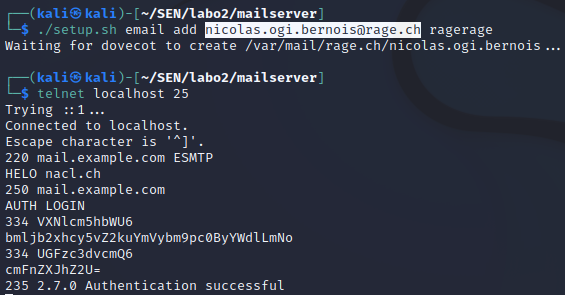 ┌──(kali㉿kali)-[~/SEN/labo2/mailserver]
└─$ ./setup.sh email add nicolas.ogi.bernois@rage.ch ragerage
Waiting for dovecot to create /var/mail/rage.ch/nicolas.ogi.bernois...
┌──(kali㉿kali)-[~/SEN/labo2/mailserver]
└─$ telnet localhost 25
Trying ::1...
Connected to localhost.
Escape character is '^]'.
220 mail.example.com ESMTP
HELO nacl.ch
250 mail.example.com
AUTH LOGIN
334 VXNlcm5hbWU6
bmljb2xhcy5vZ2kuYmVybm9pc0ByYWdlLmNo
334 UGFzc3dvcmQ6
cmFnZXJhZ2U=
235 2.7.0 Authentication successful